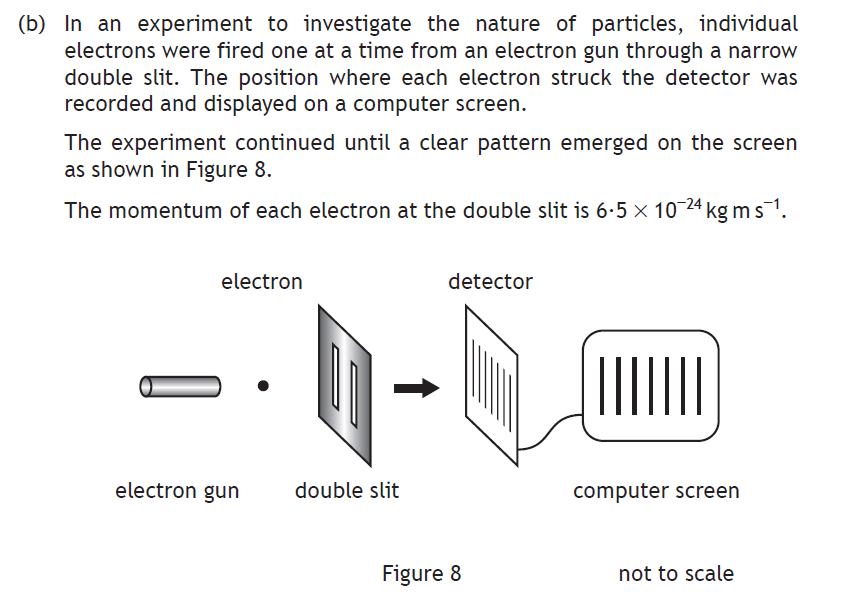 (b) In an experiment to investigate the nature of particles, individual
electrons were fired one at a time from an electron gun through a narrow
double slit. The position where each electron struck the detector was
recorded and displayed on a computer screen.
The experiment continued until a clear pattern emerged on the screen
as shown in Figure 8.
The momentum of each electron at the double slit is 6·5 × 10⁻²⁴ kg m s⁻¹.
electron
detector
electron gun
double slit
computer screen
Figure 8
not to scale